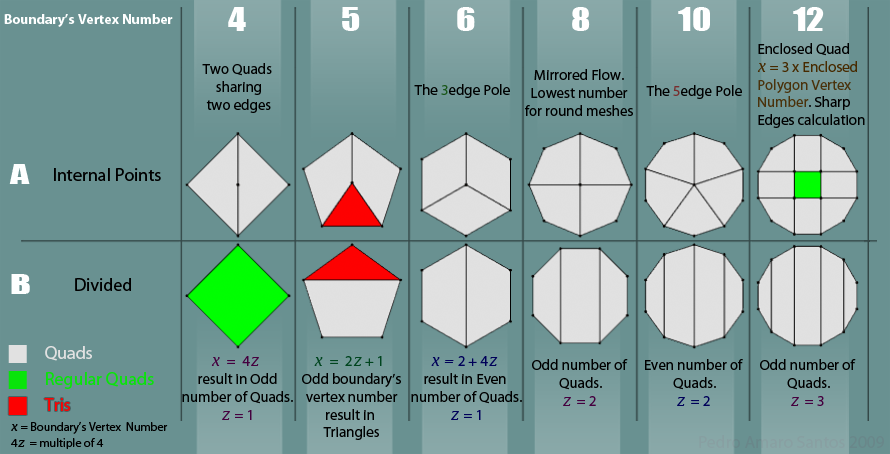 Boundary's Vertex Number
4
5
6
8
10
12
Two Quads
sharing
two edges
The 3edge Pole
Mirrored Flow.
Lowest number
for round meshes
The 5edge Pole
Enclosed Quad
x = 3 x Enclosed
Polygon Vertex
Number. Sharp
Edges calculation
A
Internal Points
B
Divided
Quads
Regular Quads
Tris
x = Boundary's Vertex Number
4z = multiple of 4
x = 4z
result in Odd
number of Quads.
z = 1
x = 2z+1
Odd boundary's
vertex number
result in
Triangles
x = 2+4z
result in Even
number of Quads.
z = 1
Odd number of
Quads.
z = 2
Even number of
Quads.
z = 2
Odd number of
Quads.
z = 3
Pedro Amaro Santos 2009